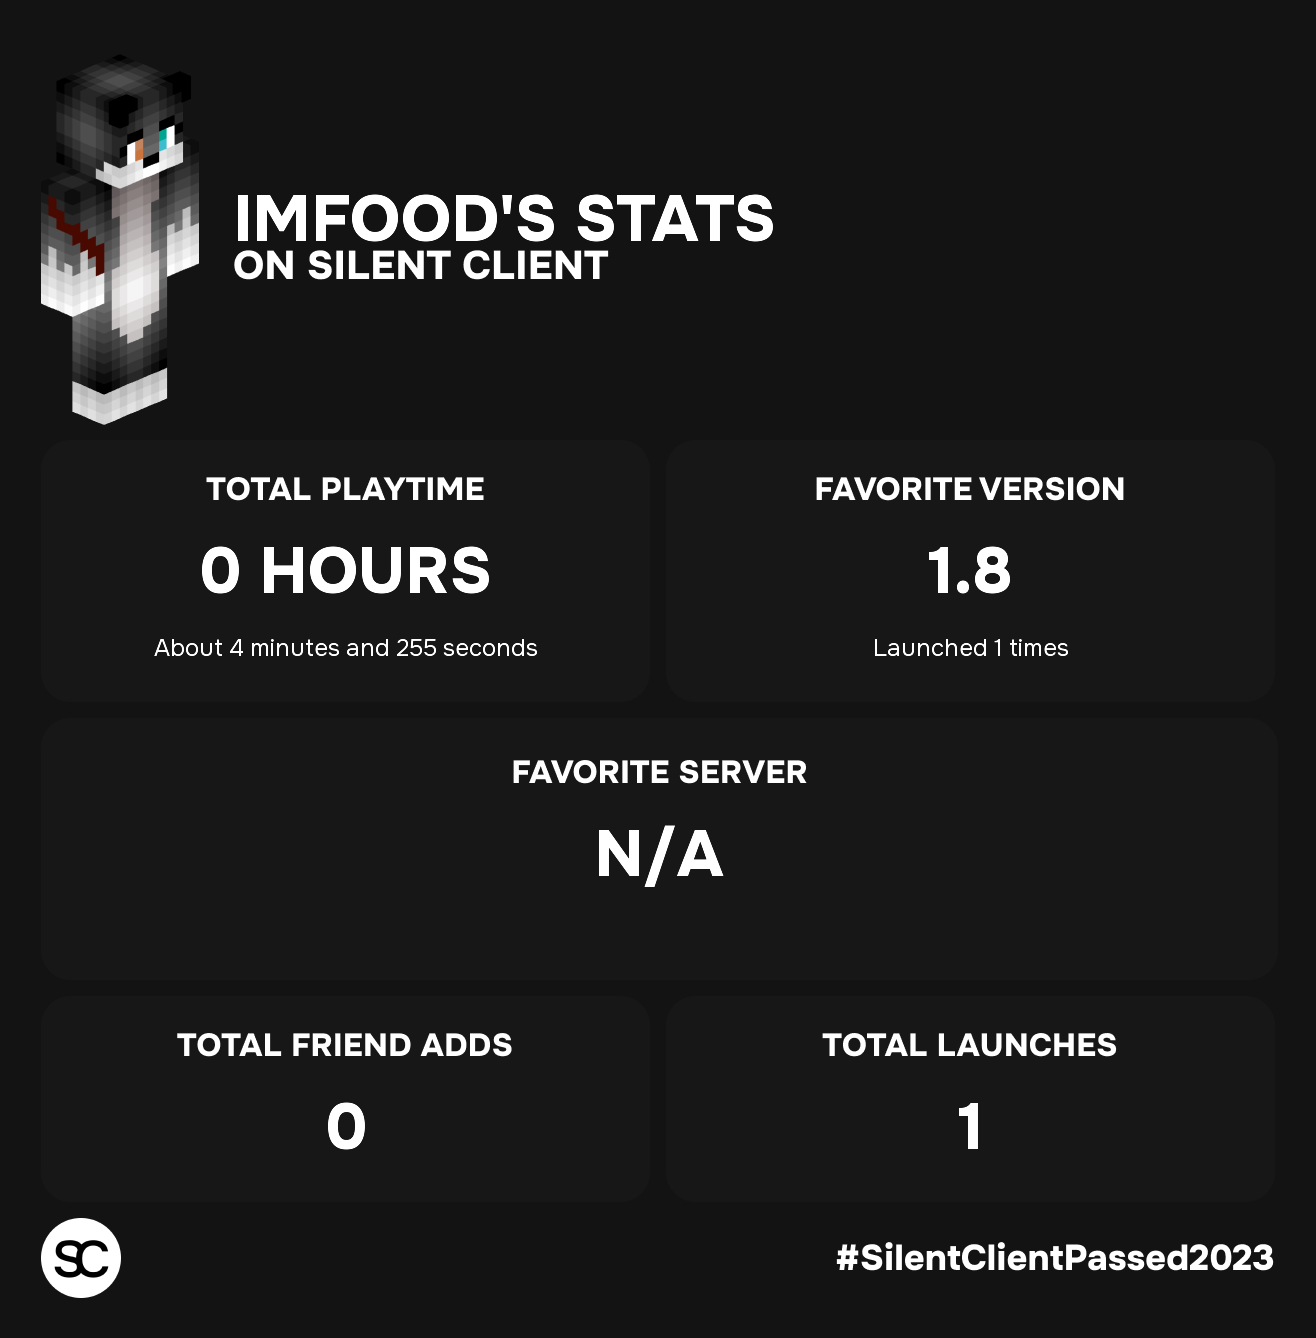 IMFOOD'S STATS
ON SILENT CLIENT
TOTAL PLAYTIME
0 HOURS
About 4 minutes and 255 seconds
FAVORITE VERSION
1.8
Launched 1 times
FAVORITE SERVER
N/A
TOTAL FRIEND ADDS
0
TOTAL LAUNCHES
1
SC
#SilentClientPassed2023